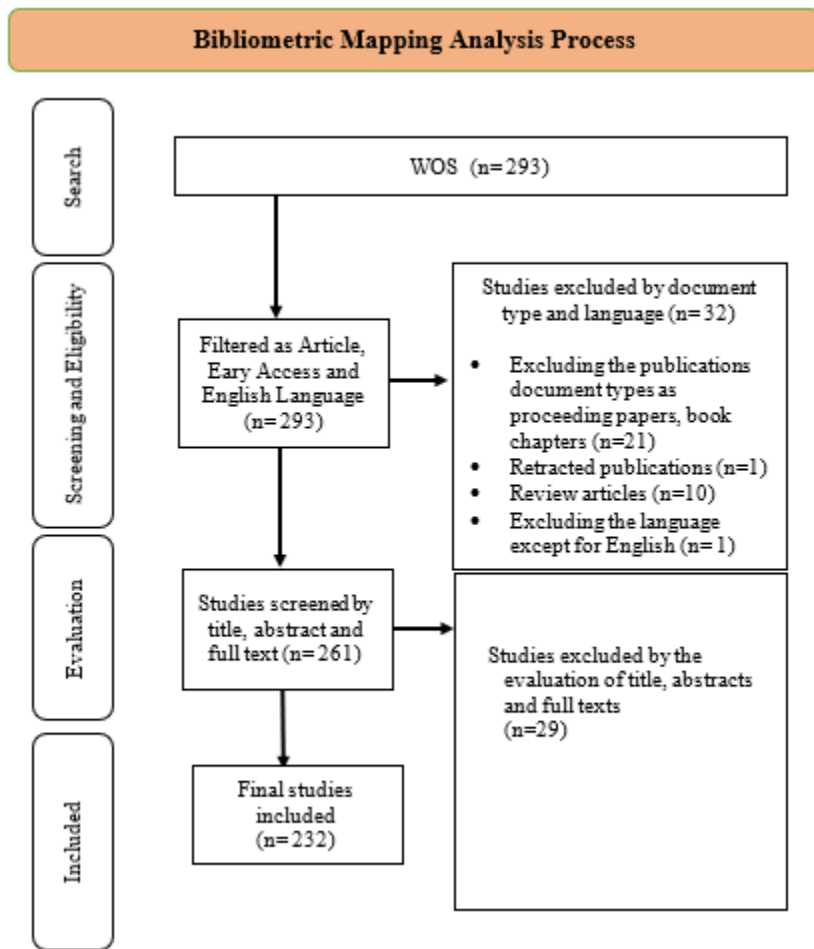 Bibliometric Mapping Analysis Process
Search
WOS (n=293)
Screening and Eligibility
Filtered as Article,
Eary Access and
English Language
(n=293)
Studies excluded by document
type and language (n=32)
• Excluding the publications
document types as
proceeding papers, book
chapters (n=21)
• Retracted publications (n=1)
• Review articles (n=10)
• Excluding the language
except for English (n=1)
Evaluation
Studies screened by
title, abstract and
full text (n=261)
Studies excluded by the
evaluation of title, abstracts
and full texts
(n=29)
Included
Final studies
included
(n=232)